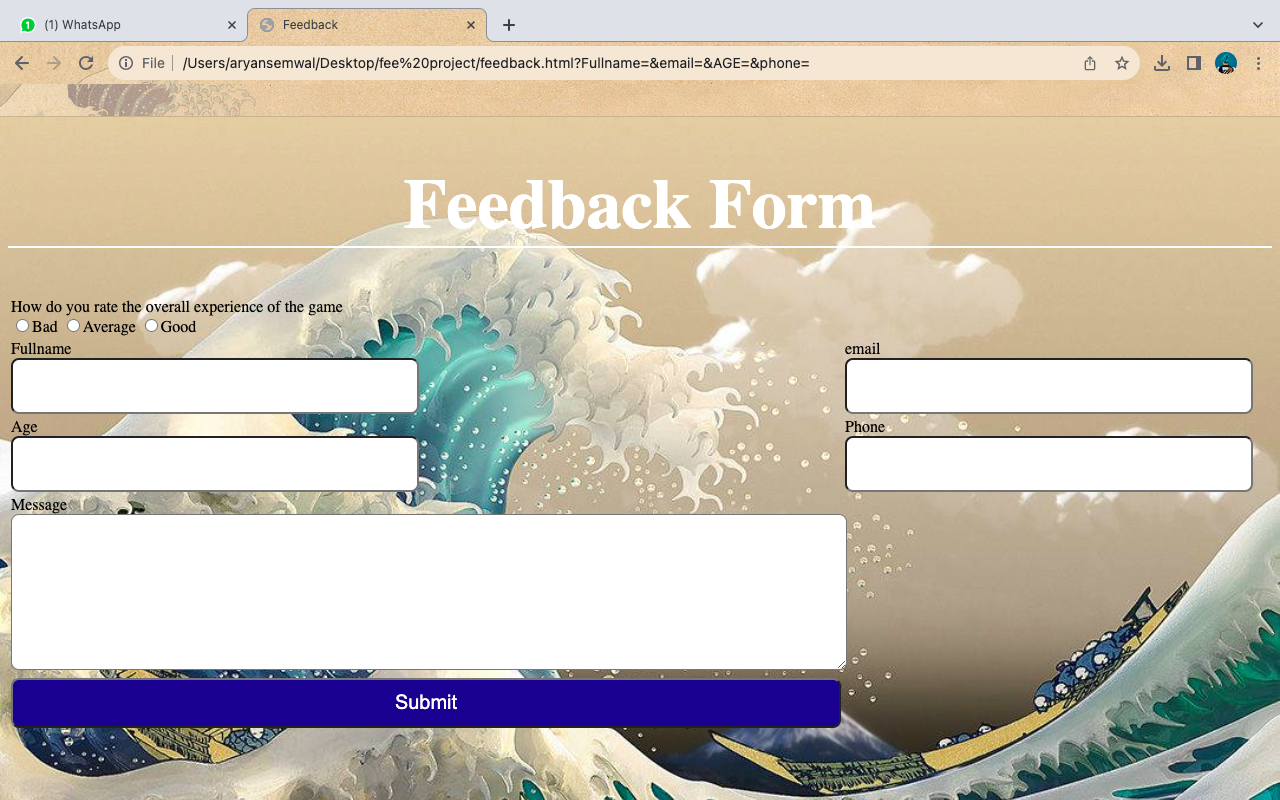 (1) WhatsApp
Feedback
File /Users/aryansemwal/Desktop/fee%20project/feedback.html?Fullname=&email=&AGE=&phone=
Feedback Form
How do you rate the overall experience of the game
Bad Average Good
Fullname email
Age Phone
Message
Submit